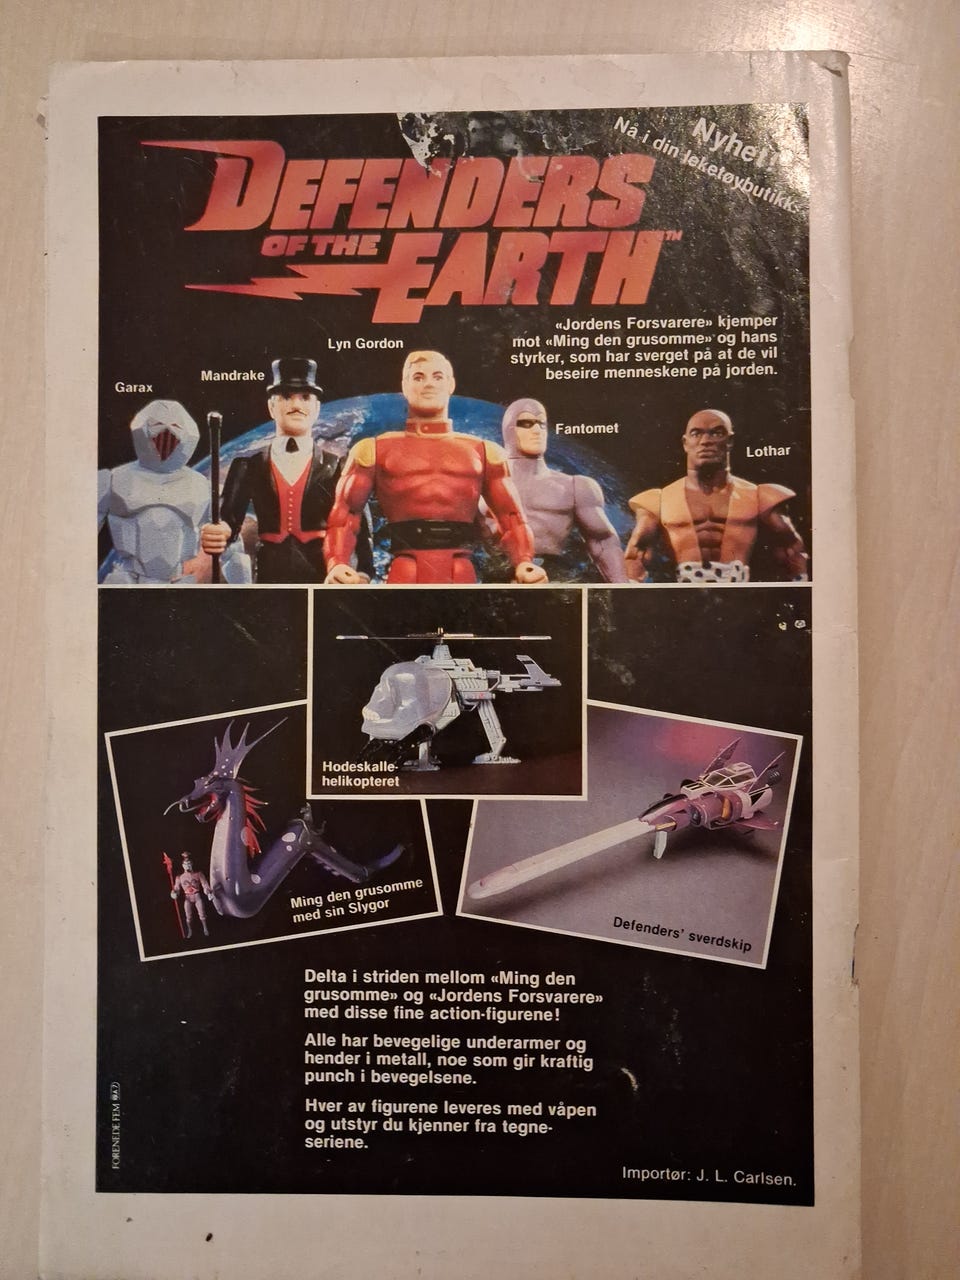 Nyhet!
Nå i din leketøybutikk.
DEFENDERS
OF THE EARTH™
«Jordens Forsvarere» kjemper
mot «Ming den grusomme» og hans
styrker, som har sverget på at de vil
beseire menneskene på jorden.
Garax
Mandrake
Lyn Gordon
Fantomet
Lothar
Hodeskalle-
helikopteret
Ming den grusomme
med sin Slygor
Defenders' sverdskip
Delta i striden mellom «Ming den
grusomme» og «Jordens Forsvarere»
med disse fine action-figurene!
Alle har bevegelige underarmer og
hender i metall, noe som gir kraftig
punch i bevegelsene.
Hver av figurene leveres med våpen
og utstyr du kjenner fra tegne-
seriene.
FORENEDE FEM
Importør: J. L. Carlsen.